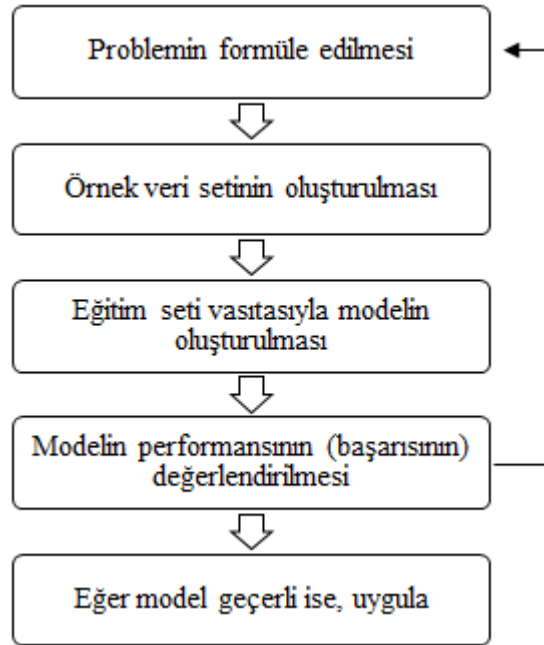 Problemin formüle edilmesi
Örnek veri setinin oluşturulması
Eğitim seti vasıtasıyla modelin
oluşturulması
Modelin performansının (başarısının)
değerlendirilmesi
Eğer model geçerli ise, uygula